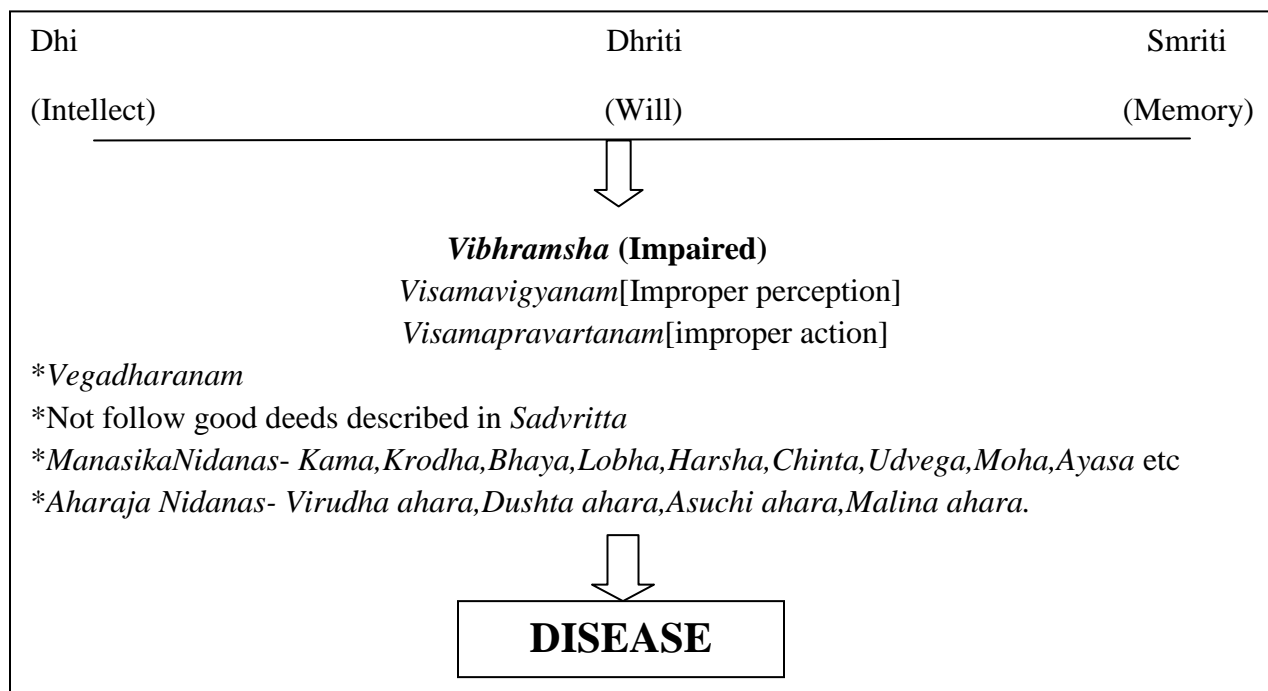 Dhi Dhriti Smriti
(Intellect) (Will) (Memory)
Vibhramsha (Impaired)
Visamavigyanam[Improper perception]
Visamapravartanam[improper action]
*Vegadharanam
*Not follow good deeds described in Sadvritta
*ManasikaNidanas- Kama,Krodha,Bhaya,Lobha,Harsha,Chinta,Udvega,Moha,Ayasa etc
*Aharaja Nidanas- Virudha ahara,Dushta ahara,Asuchi ahara,Malina ahara.
DISEASE